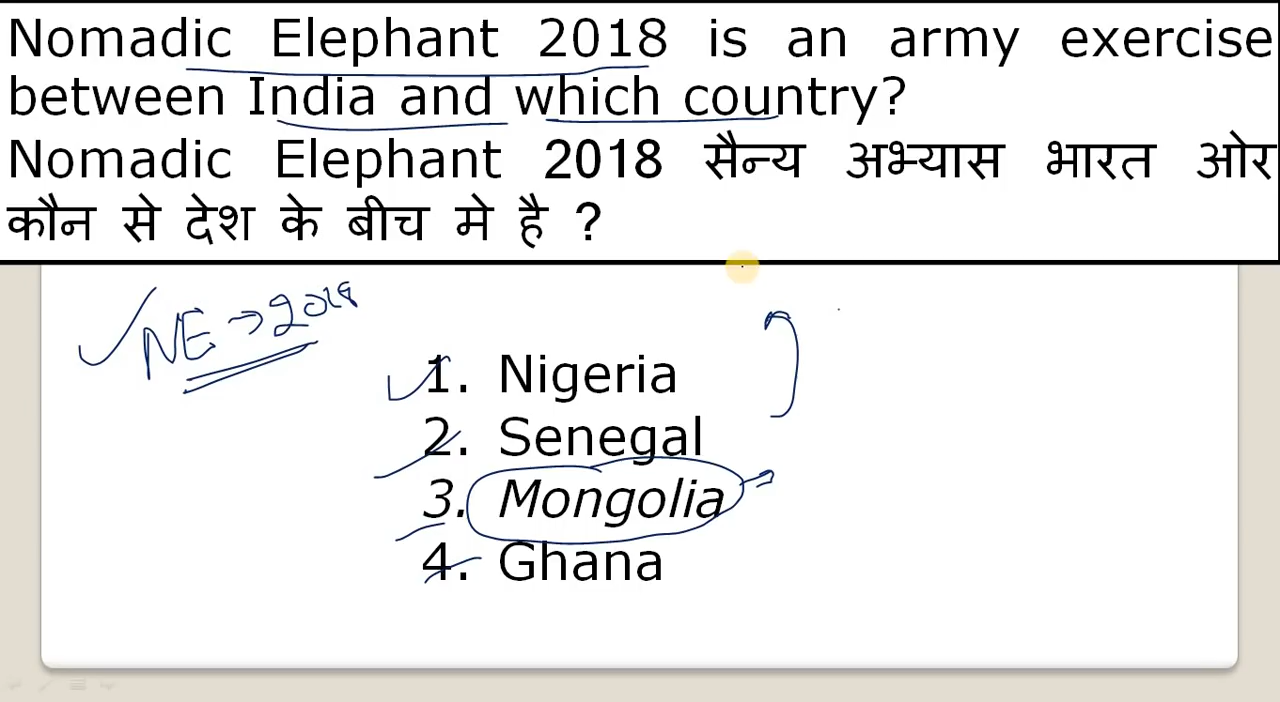 Nomadic Elephant 2018 is an army exercise
between India and which country?
Nomadic Elephant 2018 सैन्य अभ्यास भारत ओर
कौन से देश के बीच मे है ?
NE → 2018
1. Nigeria
2. Senegal
3. Mongolia
4. Ghana